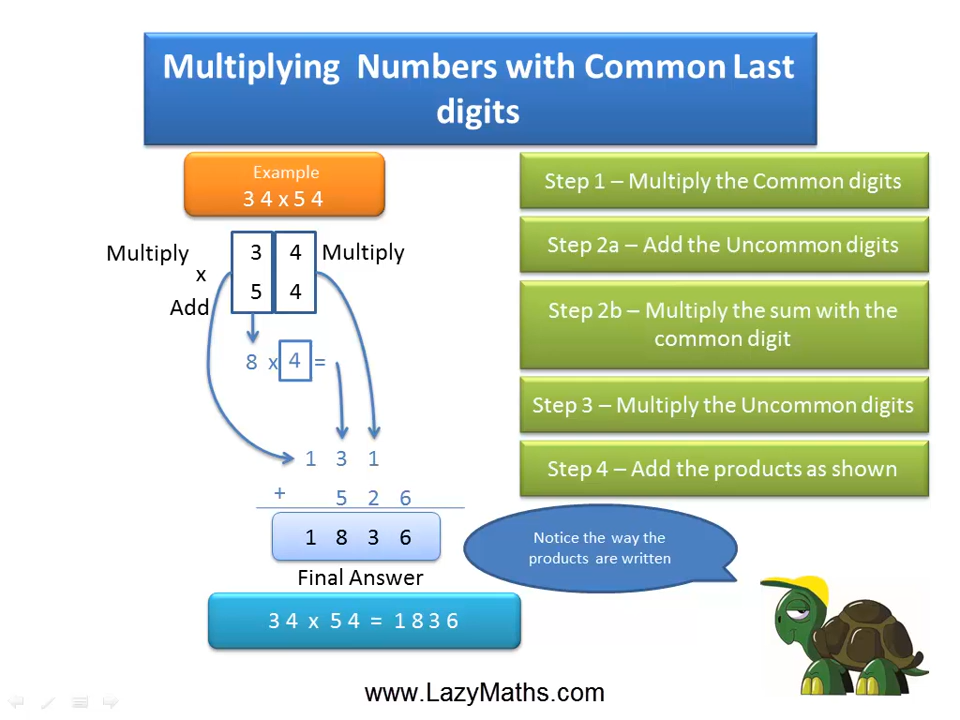 Multiplying Numbers with Common Last
digits
Example
3 4 x 5 4
Multiply
x
Add
3 4
5 4
Multiply
8 x 4 =
1 3 1
+ 5 2 6
1 8 3 6
Final Answer
3 4 x 5 4 = 1 8 3 6
Step 1 – Multiply the Common digits
Step 2a – Add the Uncommon digits
Step 2b – Multiply the sum with the
common digit
Step 3 – Multiply the Uncommon digits
Step 4 – Add the products as shown
Notice the way the
products are written
www.LazyMaths.com